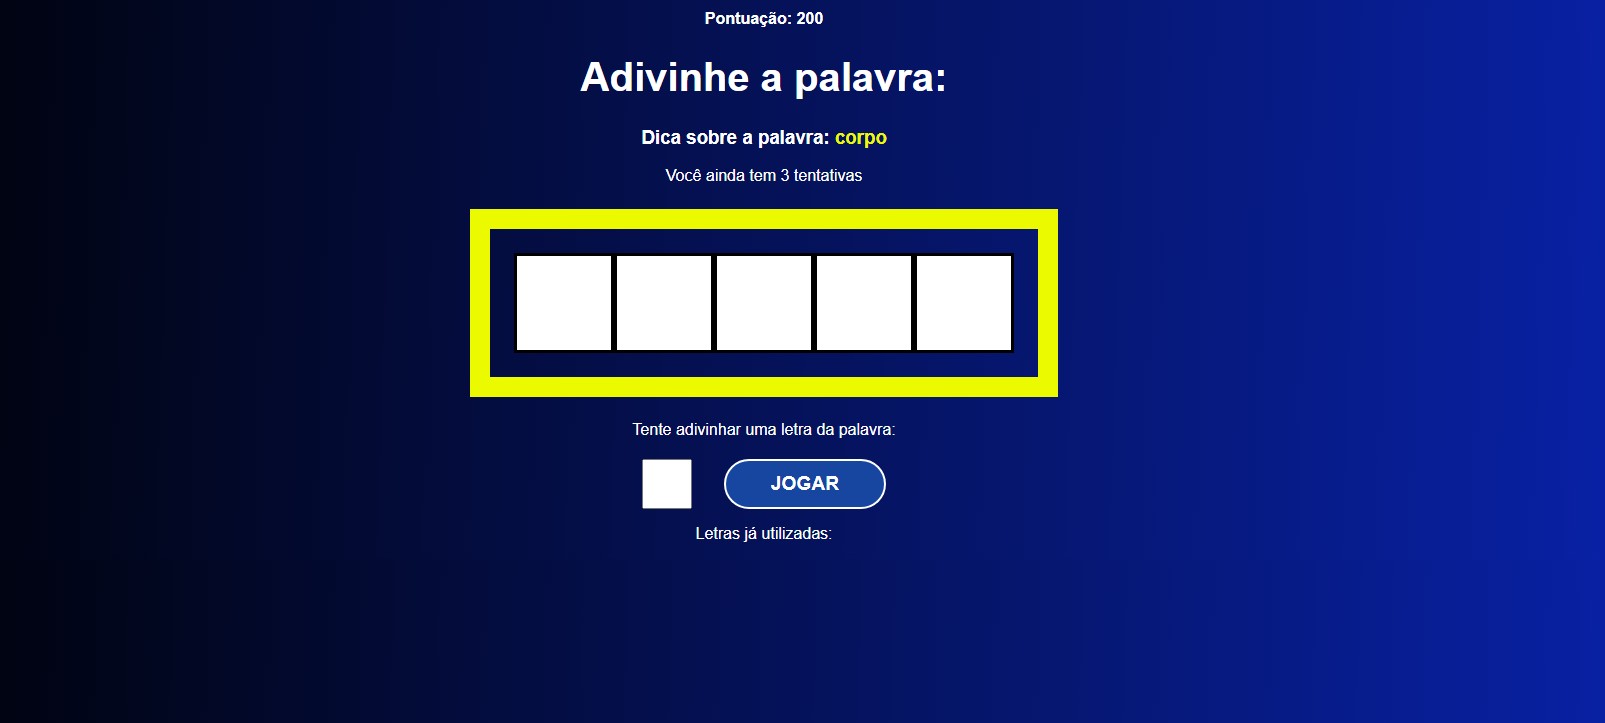 Pontuação: 200
Adivinhe a palavra:
Dica sobre a palavra: corpo
Você ainda tem 3 tentativas
Tente adivinhar uma letra da palavra:
JOGAR
Letras já utilizadas: